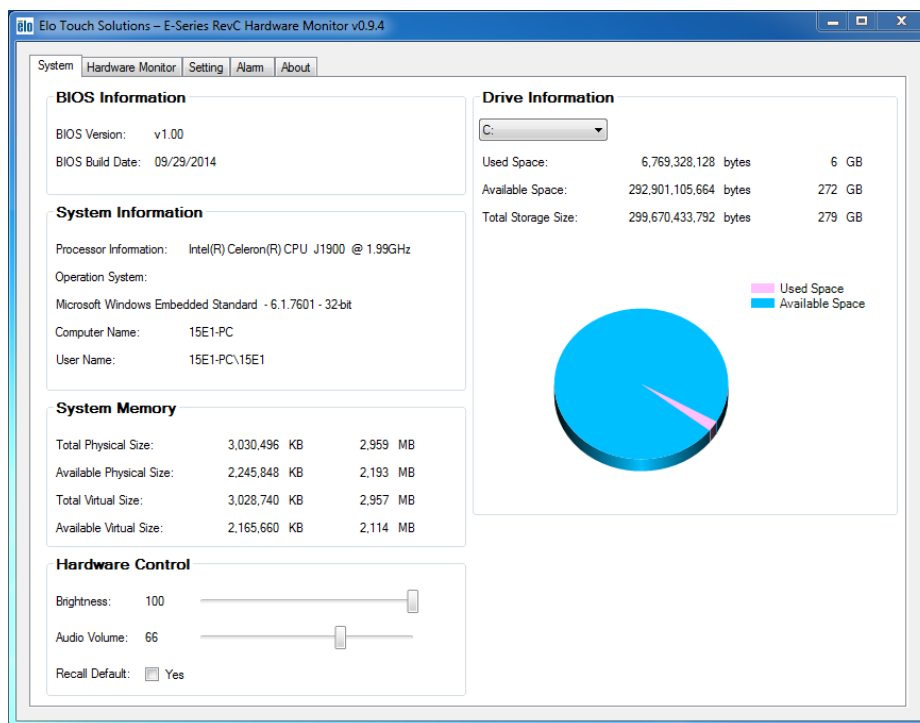 elo Elo Touch Solutions – E-Series RevC Hardware Monitor v0.9.4
System Hardware Monitor Setting Alarm About
BIOS Information
BIOS Version: v1.00
BIOS Build Date: 09/29/2014
System Information
Processor Information: Intel(R) Celeron(R) CPU J1900 @ 1.99GHz
Operation System:
Microsoft Windows Embedded Standard - 6.1.7601 - 32-bit
Computer Name: 15E1-PC
User Name: 15E1-PC\15E1
System Memory
Total Physical Size: 3,030,496 KB 2,959 MB
Available Physical Size: 2,245,848 KB 2,193 MB
Total Virtual Size: 3,028,740 KB 2,957 MB
Available Virtual Size: 2,165,660 KB 2,114 MB
Hardware Control
Brightness: 100
Audio Volume: 66
Recall Default: Yes
Drive Information
C:
Used Space: 6,769,328,128 bytes 6 GB
Available Space: 292,901,105,664 bytes 272 GB
Total Storage Size: 299,670,433,792 bytes 279 GB
Used Space
Available Space